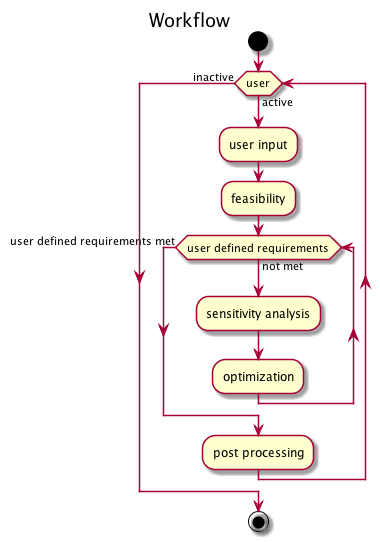 Workflow
inactive
user
active
user input
feasibility
user defined requirements met
user defined requirements
not met
sensitivity analysis
optimization
post processing